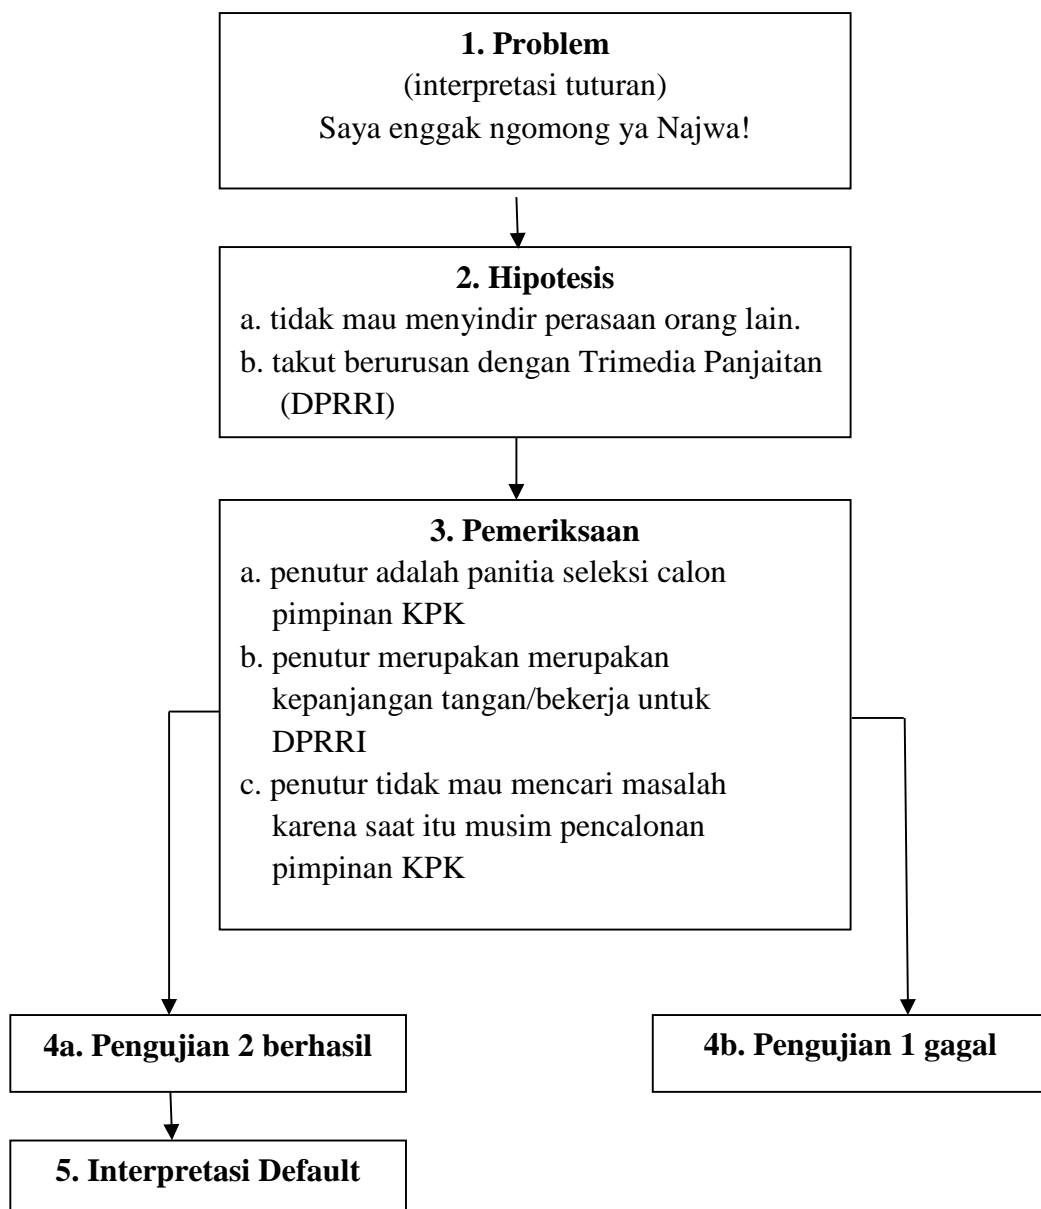 1. Problem
(interpretasi tuturan)
Saya enggak ngomong ya Najwa!
2. Hipotesis
a. tidak mau menyindir perasaan orang lain.
b. takut berurusan dengan Trimedia Panjaitan
(DPRRI)
3. Pemeriksaan
a. penutur adalah panitia seleksi calon
pimpinan KPK
b. penutur merupakan merupakan
kepanjangan tangan/bekerja untuk
DPRRI
c. penutur tidak mau mencari masalah
karena saat itu musim pencalonan
pimpinan KPK
4a. Pengujian 2 berhasil
4b. Pengujian 1 gagal
5. Interpretasi Default